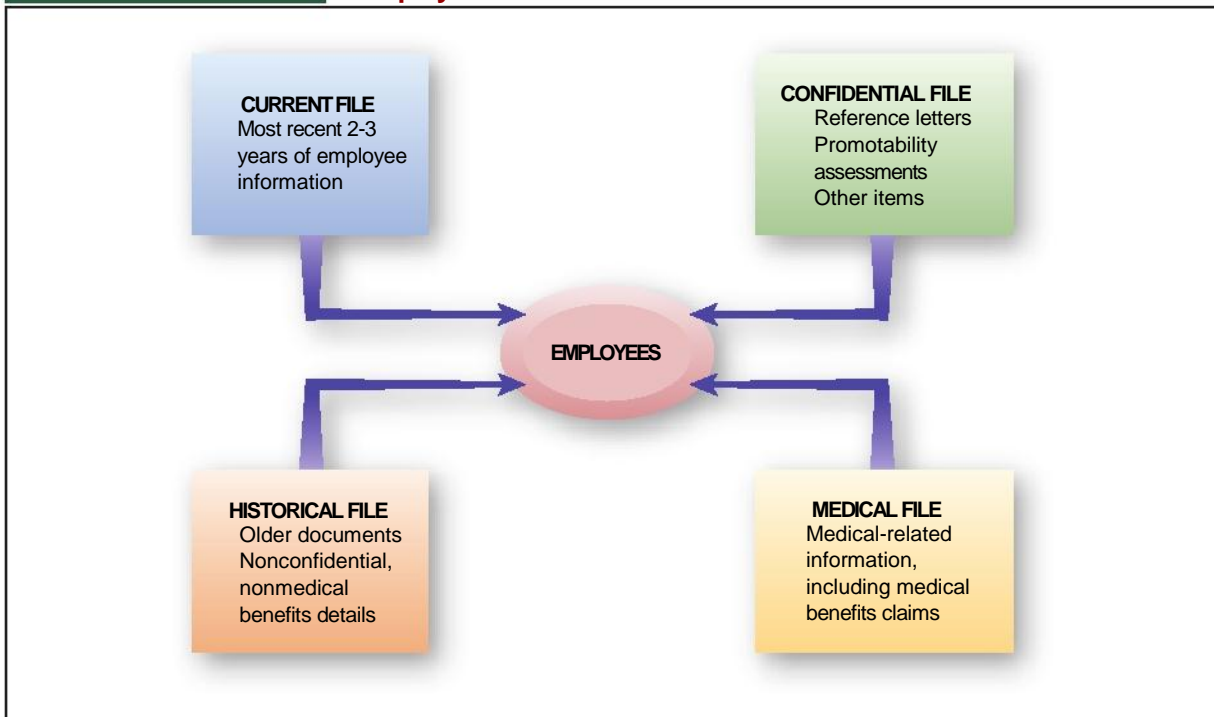 CURRENT FILE
Most recent 2-3
years of employee
information
CONFIDENTIAL FILE
Reference letters
Promotability
assessments
Other items
EMPLOYEES
HISTORICAL FILE
Older documents
Nonconfidential,
nonmedical
benefits details
MEDICAL FILE
Medical-related
information,
including medical
benefits claims